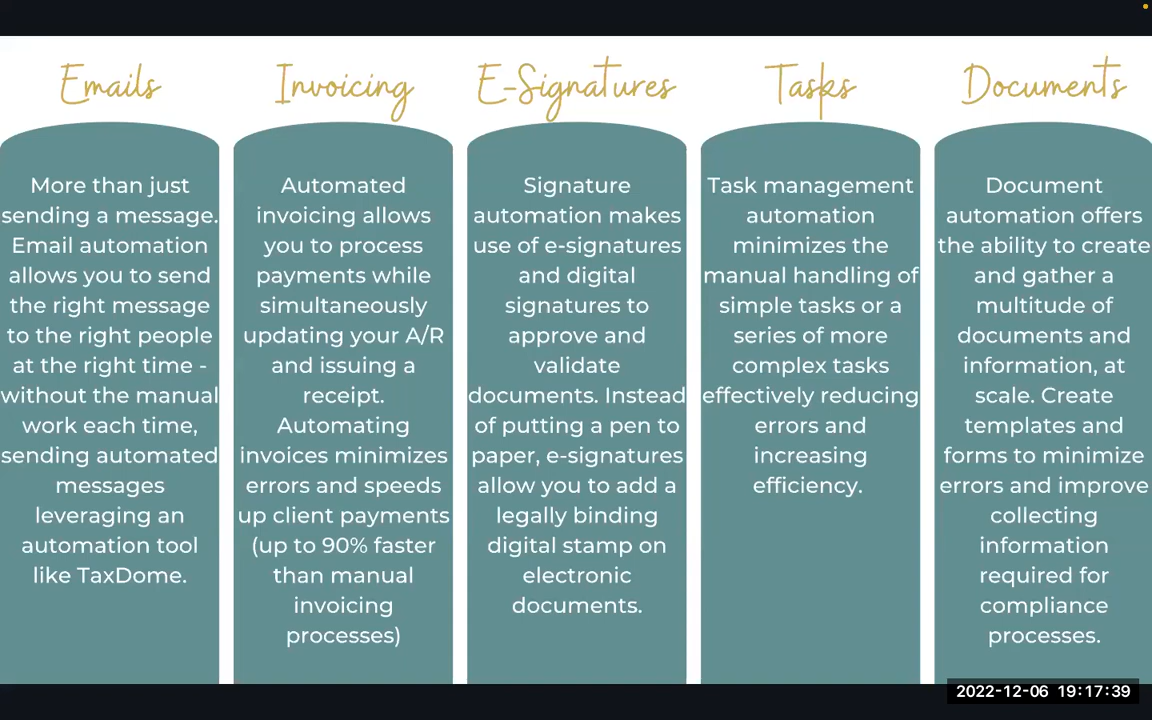 Emails
More than just
sending a message.
Email automation
allows you to send
the right message
to the right people
at the right time -
without the manual
work each time,
sending automated
messages
leveraging an
automation tool
like TaxDome.
Invoicing
Automated
invoicing allows
you to process
payments while
simultaneously
updating your A/R
and issuing a
receipt.
Automating
invoices minimizes
errors and speeds
up client payments
(up to 90% faster
than manual
invoicing
processes)
E-Signatures
Signature
automation makes
use of e-signatures
and digital
signatures to
approve and
validate
documents. Instead
of putting a pen to
paper, e-signatures
allow you to add a
legally binding
digital stamp on
electronic
documents.
Tasks
Task management
automation
minimizes the
manual handling of
simple tasks or a
series of more
complex tasks
effectively reducing
errors and
increasing
efficiency.
Documents
Document
automation offers
the ability to create
and gather a
multitude of
documents and
information, at
scale. Create
templates and
forms to minimize
errors and improve
collecting
information
required for
compliance
processes.
2022-12-06 19:17:39